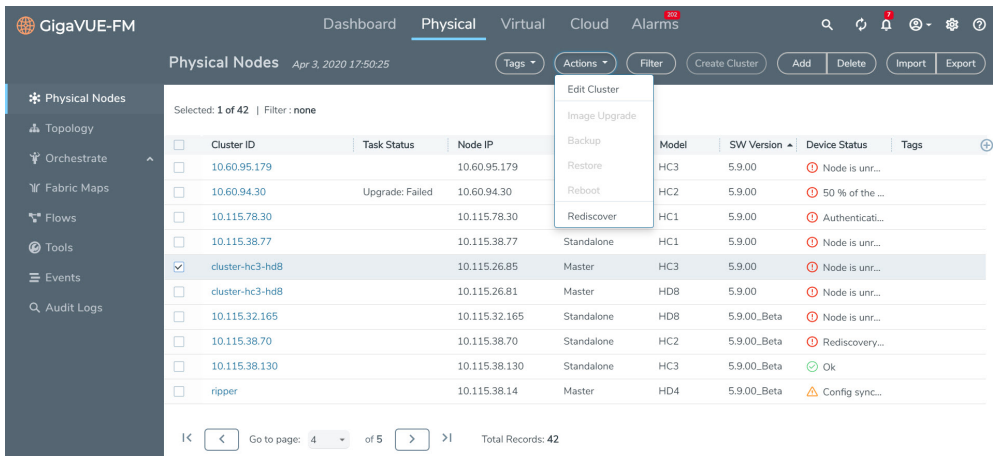 GigaVUE-FM
Dashboard Physical Virtual Cloud Alarms 202 7
Physical Nodes Apr 3, 2020 17:50:25 Tags Actions Filter Create Cluster Add Delete Import Export
Physical Nodes
Topology
Orchestrate
Fabric Maps
Flows
Tools
Events
Audit Logs
Selected: 1 of 42 | Filter : none
Edit Cluster
Image Upgrade
Backup
Restore
Reboot
Rediscover
Cluster ID Task Status Node IP Model SW Version Device Status Tags
10.60.95.179 10.60.95.179 HC3 5.9.00 Node is unr...
10.60.94.30 Upgrade: Failed 10.60.94.30 HC2 5.9.00 50 % of the ...
10.115.78.30 10.115.78.30 HC1 5.9.00 Authenticati...
10.115.38.77 10.115.38.77 Standalone HC1 5.9.00 Node is unr...
cluster-hc3-hd8 10.115.26.85 Master HC3 5.9.00 Node is unr...
cluster-hc3-hd8 10.115.26.81 Master HD8 5.9.00 Node is unr...
10.115.32.165 10.115.32.165 Standalone HD8 5.9.00_Beta Node is unr...
10.115.38.70 10.115.38.70 Standalone HC2 5.9.00_Beta Rediscovery...
10.115.38.130 10.115.38.130 Standalone HC3 5.9.00_Beta Ok
ripper 10.115.38.14 Master HD4 5.9.00_Beta Config sync...
Go to page: 4 of 5 Total Records: 42